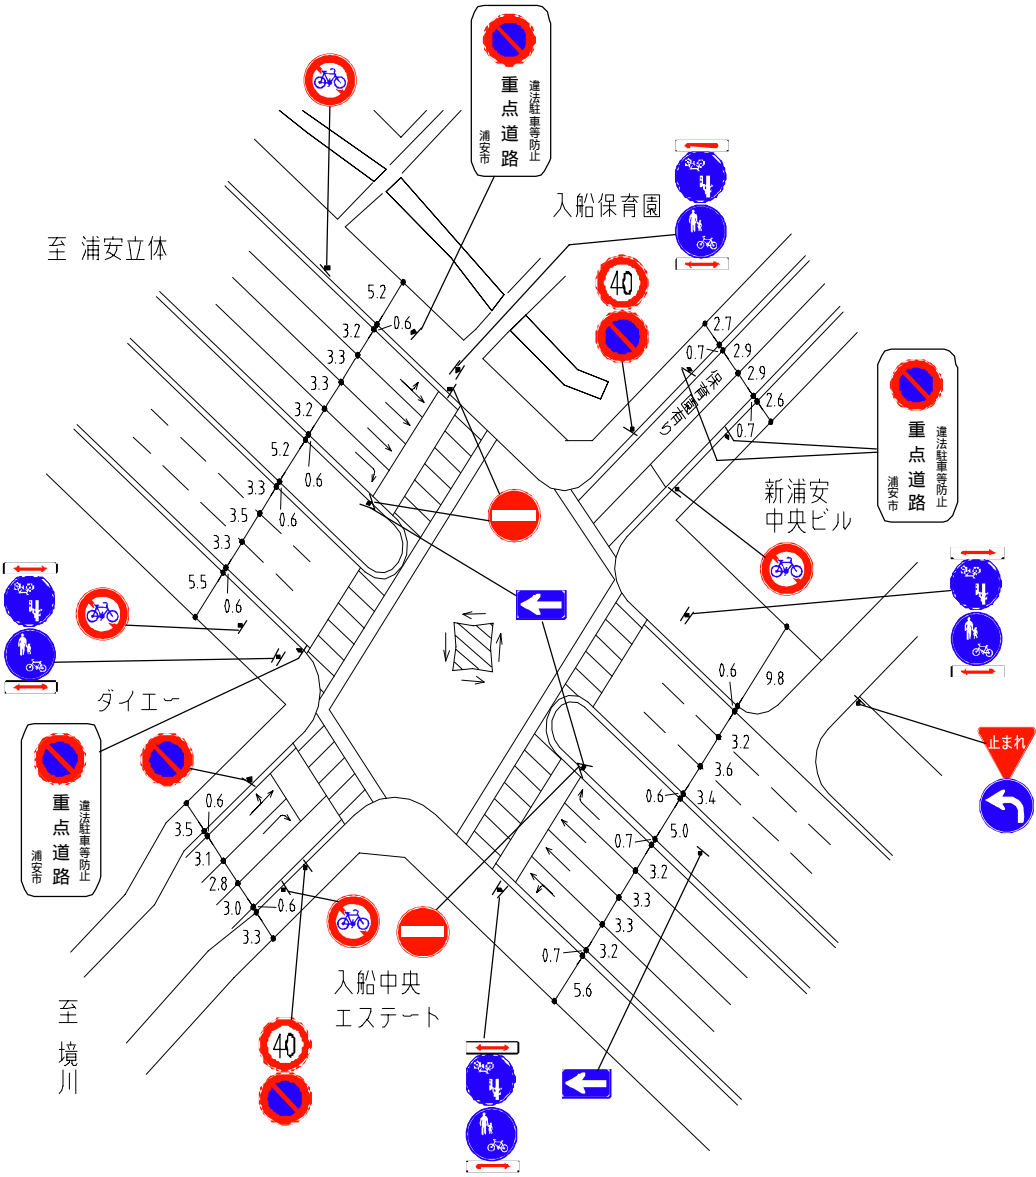 違法駐車等防止
重点道路
浦安市
入船保育園
至 浦安立体
40
5.2
0.6
3.2
3.3
3.3
3.2
5.2
0.6
3.3
0.6
3.5
3.3
5.5
0.6
2.7
0.7
2.9
2.9
2.6
0.7
保育園有り
違法駐車等防止
重点道路
浦安市
新浦安
中央ビル
ダイエー
0.6
9.8
3.2
3.6
0.6
3.4
5.0
0.7
3.2
3.3
3.3
3.2
0.7
5.6
止まれ
違法駐車等防止
重点道路
浦安市
0.6
3.5
3.1
2.8
3.0
0.6
3.3
入船中央
エステート
至 境川
40